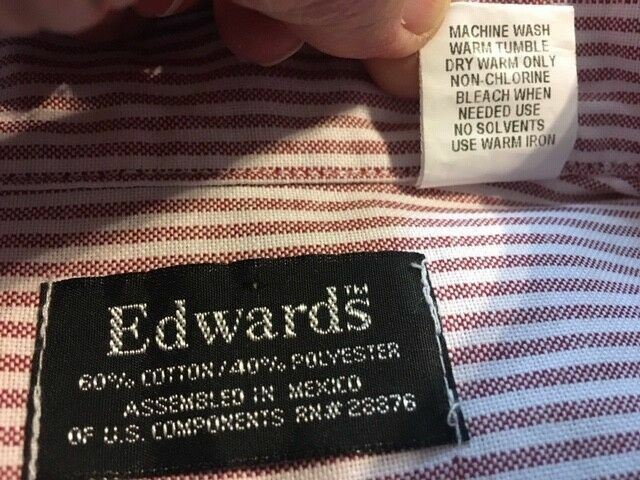 MACHINE WASH
WARM TUMBLE
DRY WARM ONLY
NON-CHLORINE
BLEACH WHEN
NEEDED USE
NO SOLVENTS
USE WARM IRON
Edwards™
60% COTTON/40% POLYESTER
ASSEMBLED IN MEXICO
OF U.S. COMPONENTS RN# 28876